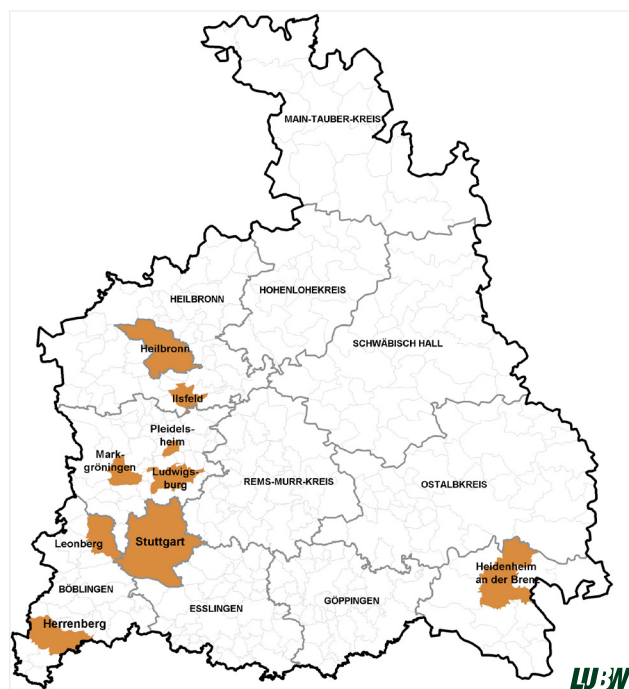 MAIN-TAUBER-KREIS
HOHENLOHEKREIS
HEILBRONN
SCHWÄBISCH HALL
Heilbronn
Ilsfeld
Pleidels-
heim
Mark-
gröningen
Ludwigs-
burg
REMS-MURR-KREIS
OSTALBKREIS
Leonberg
Stuttgart
Heidenheim
an der Brenz
BÖBLINGEN
ESSLINGEN
GÖPPINGEN
Herrenberg
LUBW